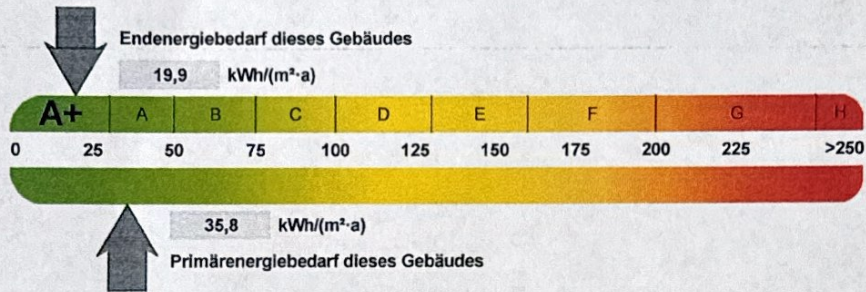 Endenergiebedarf dieses Gebäudes
19,9 kWh/(m²·a)
A+ A B C D E F G H
0 25 50 75 100 125 150 175 200 225 >250
35,8 kWh/(m²·a)
Primärenergiebedarf dieses Gebäudes